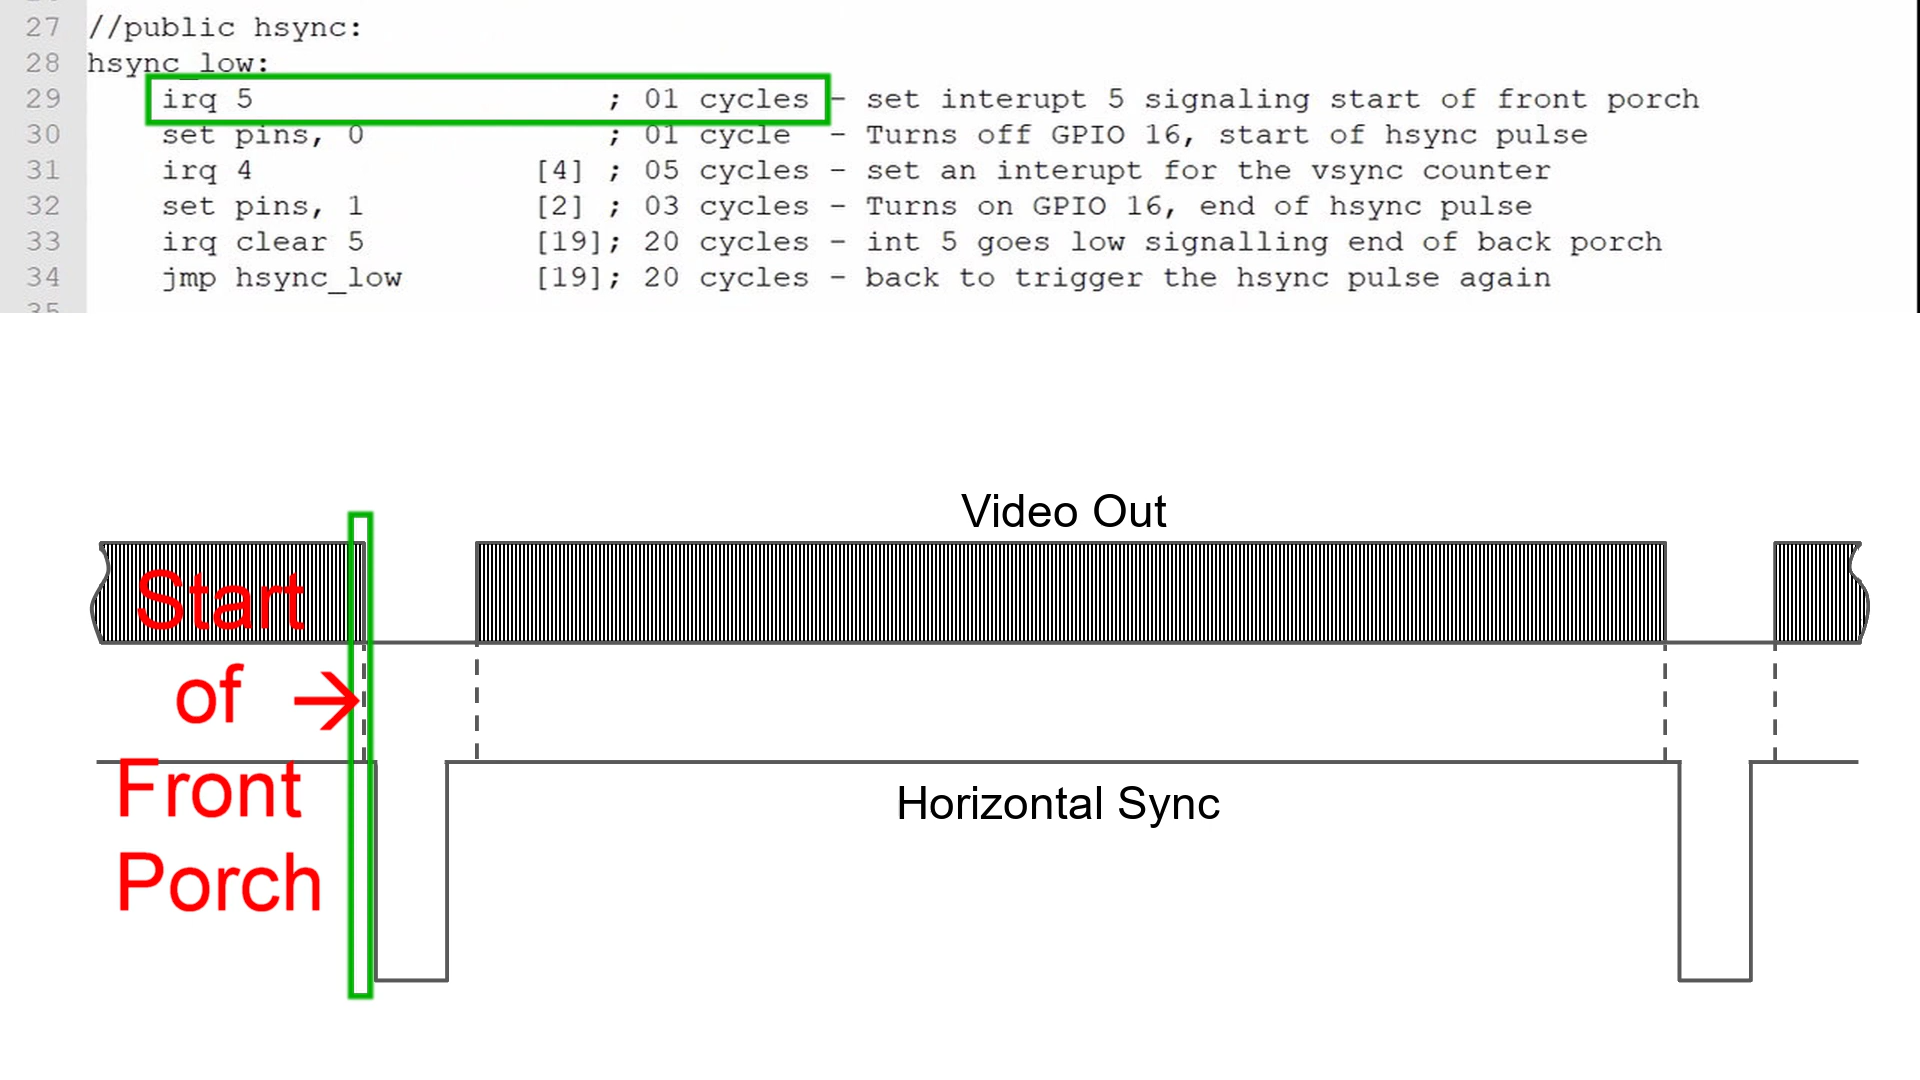 27 //public hsync:
28 hsync_low:
29 irq 5 ; 01 cycles - set interupt 5 signaling start of front porch
30 set pins, 0 ; 01 cycle - Turns off GPIO 16, start of hsync pulse
31 irq 4 [4] ; 05 cycles - set an interupt for the vsync counter
32 set pins, 1 [2] ; 03 cycles - Turns on GPIO 16, end of hsync pulse
33 irq clear 5 [19]; 20 cycles - int 5 goes low signalling end of back porch
34 jmp hsync_low [19]; 20 cycles - back to trigger the hsync pulse again
35
Video Out
Start
of →
Front
Porch
Horizontal Sync